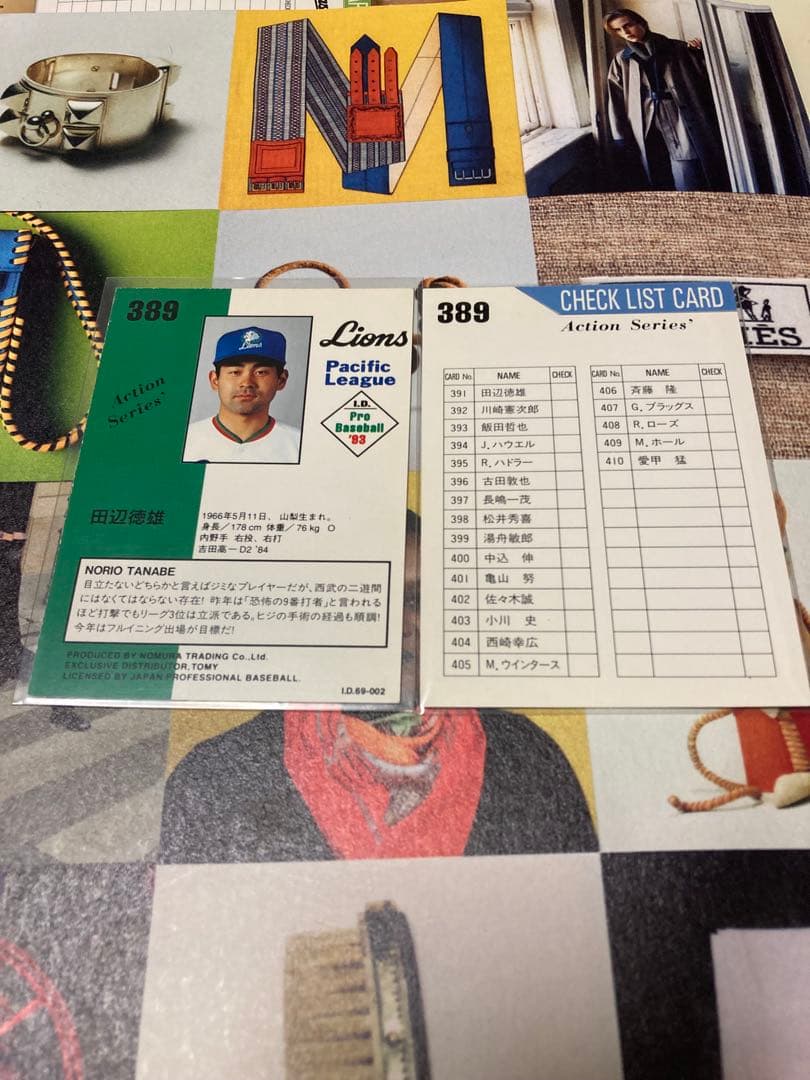 389
Lions
Pacific
League
I.D.
Pro
Baseball
'93
Action
Series'
田辺徳雄
1966年5月11日、山梨生まれ。
身長/178cm 体重/76kg O
内野手 右投、右打
吉田高ーD2 '84
NORIO TANABE
目立たないどちらかと言えばジミなプレイヤーだが、西武の二遊間
にはなくてはならない存在! 昨年は「恐怖の9番打者」と言われる
ほど打撃でもリーグ3位は立派である。ヒジの手術の経過も順調!
今年はフルイニング出場が目標だ!
PRODUCED BY NOMURA TRADING Co.,Ltd.
EXCLUSIVE DISTRIBUTOR,TOMY
LICENSED BY JAPAN PROFESSIONAL BASEBALL.
I.D.69-002
389
CHECK LIST CARD
Action Series'
CARD No. NAME CHECK
391 田辺徳雄
392 川崎憲次郎
393 飯田哲也
394 J.ハウエル
395 R.ハドラー
396 古田敦也
397 長嶋一茂
398 松井秀喜
399 湯舟敏郎
400 中込 伸
401 亀山 努
402 佐々木誠
403 小川 史
404 西崎幸広
405 M.ウインタース
CARD No. NAME CHECK
406 斉藤 隆
407 G.ブラッグス
408 R.ローズ
409 M.ホール
410 愛甲 猛